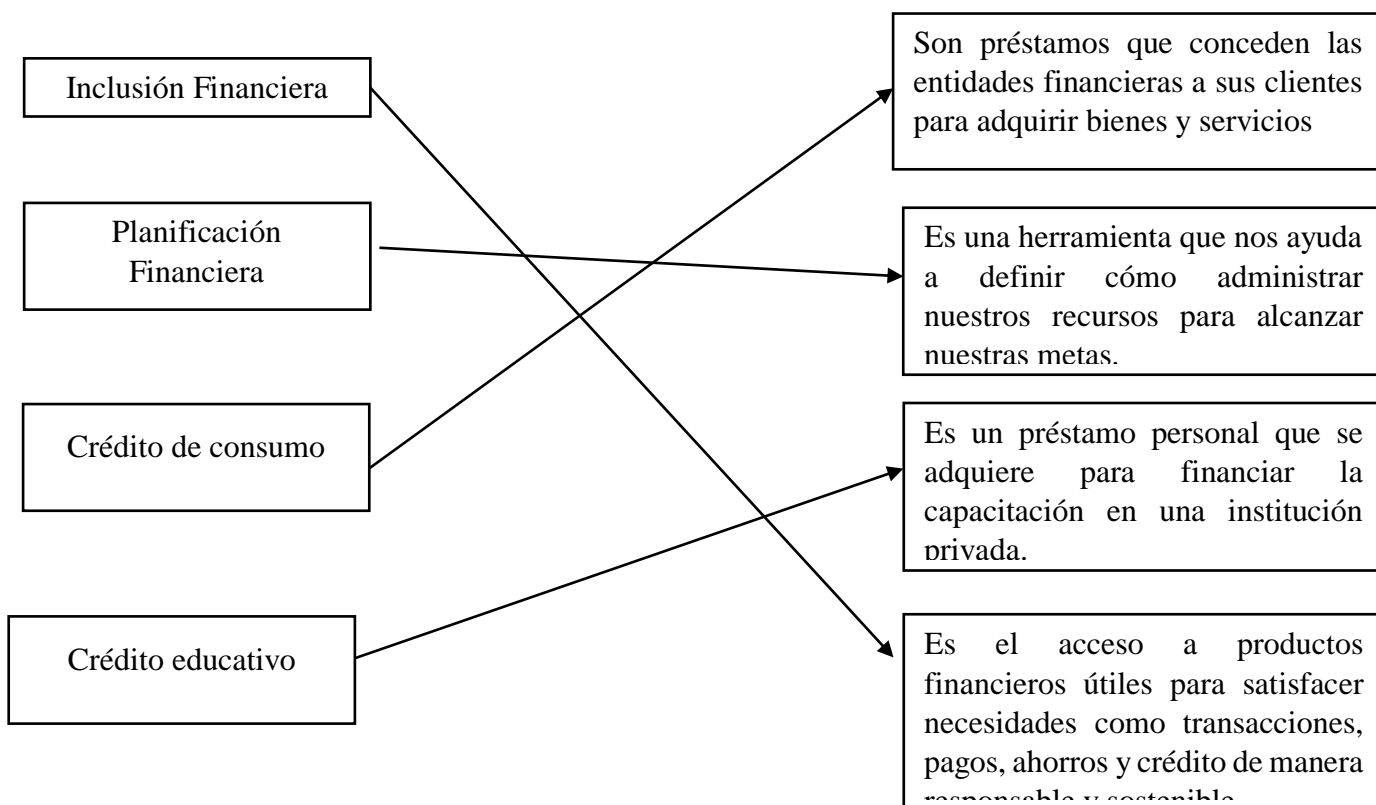 Inclusión Financiera
Planificación
Financiera
Crédito de consumo
Crédito educativo
Son préstamos que conceden las
entidades financieras a sus clientes
para adquirir bienes y servicios
Es una herramienta que nos ayuda
a definir cómo administrar
nuestros recursos para alcanzar
nuestras metas.
Es un préstamo personal que se
adquiere para financiar la
capacitación en una institución
privada.
Es el acceso a productos
financieros útiles para satisfacer
necesidades como transacciones,
pagos, ahorros y crédito de manera
responsable y sostenible